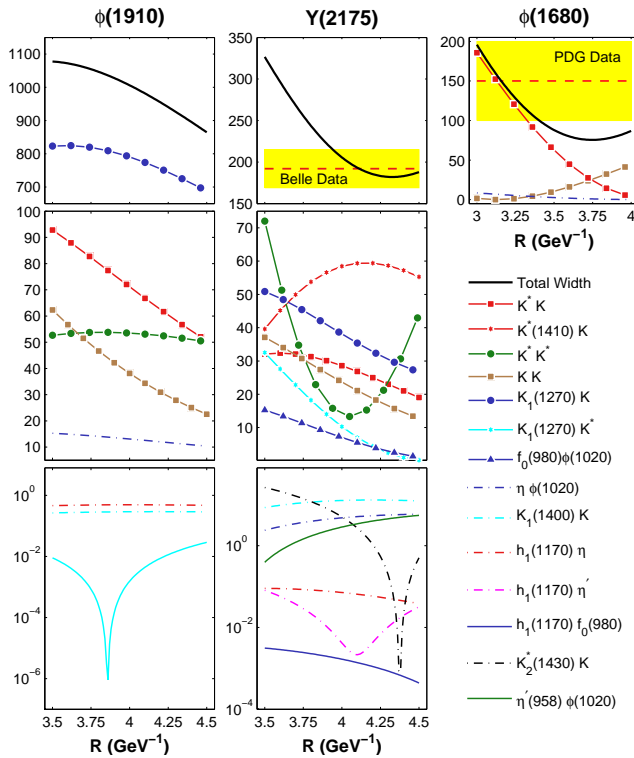 ϕ(1910)
Y(2175)
ϕ(1680)
1100
1000
900
800
700
350
300
250
200
150
Belle Data
200
150
100
50
0
PDG Data
3 3.25 3.5 3.75 4
R (GeV⁻¹)
100
90
80
70
60
50
40
30
20
10
70
60
50
40
30
20
10
Total Width
K* K
K*(1410) K
K* K*
K K
K₁(1270) K
K₁(1270) K*
f₀(980)ϕ(1020)
η ϕ(1020)
K₁(1400) K
h₁(1170) η
h₁(1170) η′
h₁(1170) f₀(980)
K₂*(1430) K
η′(958) ϕ(1020)
10⁰
10⁻²
10⁻⁴
10⁻⁶
3.5 3.75 4 4.25 4.5
R (GeV⁻¹)
10⁰
10⁻²
10⁻⁴
3.5 3.75 4 4.25 4.5
R (GeV⁻¹)